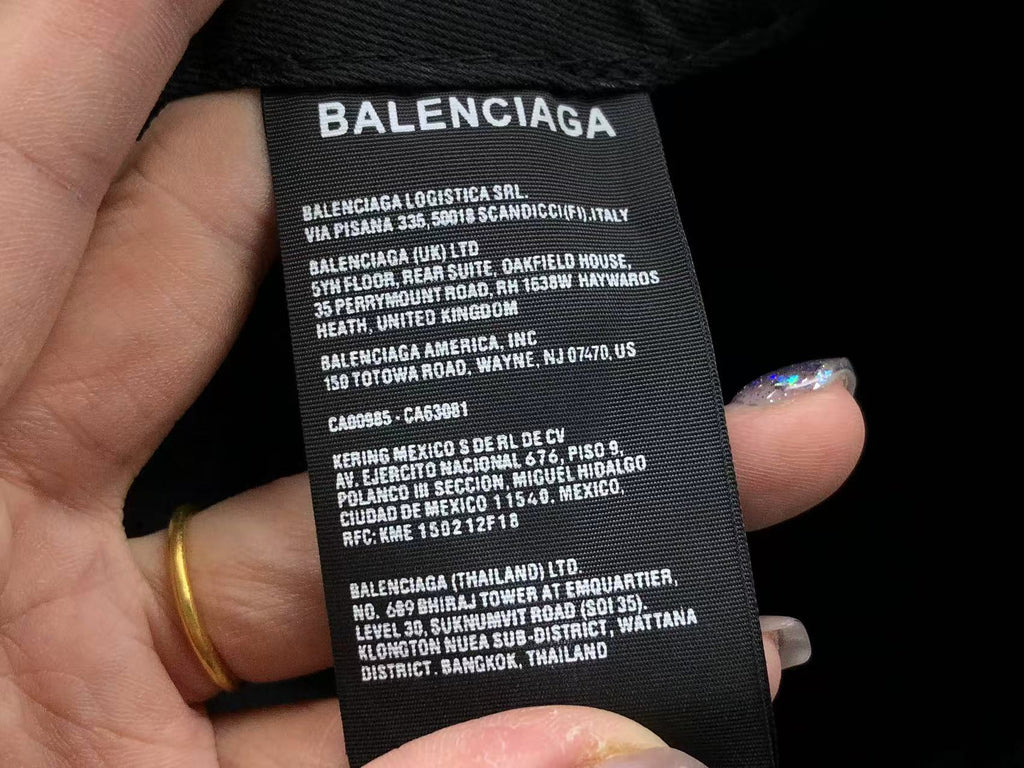 BALENCIAGA
BALENCIAGA LOGISTICA SRL.
VIA PISANA 335,50018 SCANDICCI(FI).ITALY
BALENCIAGA (UK) LTD
5YH FLOOR, REAR SUITE, OAKFIELD HOUSE,
35 PERRYMOUNT ROAD, RH 1638W HAYWAROS
HEATH, UNITED KINGDOM
BALENCIAGA AMERICA, INC
150 TOTOWA ROAD, WAYNE, NJ 07470, US
CA00985 - CA63081
KERING MEXICO S DE RL DE CV
AV. EJERCITO NACIONAL 676, PISO 9,
POLANCO III SECCION, MIGUEL HIDALGO
CIUDAD DE MEXICO 11540. MEXICO,
RFC; KME 150212F18
BALENCIAGA (THAILAND) LTD.
NO. 689 BHIRAJ TOWER AT EMQUARTIER,
LEVEL 30, SUKNUMVIT ROAD (SOI 35).
KLONGTON NUEA SUB-DISTRICT, WATTANA
DISTRICT. BANGKOK, THAILAND